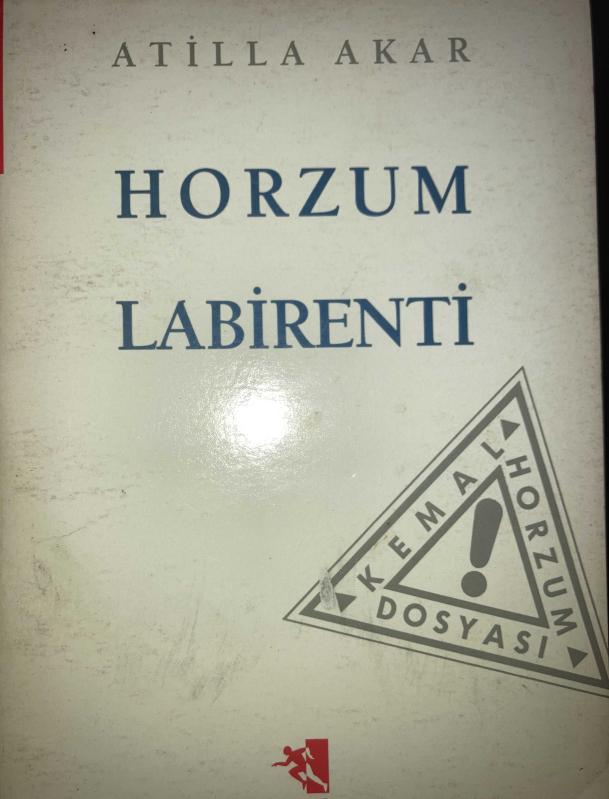 ATİLLA AKAR
HORZUM
LABİRENTİ
KEMAL
HORZUM
DOSYASI
!